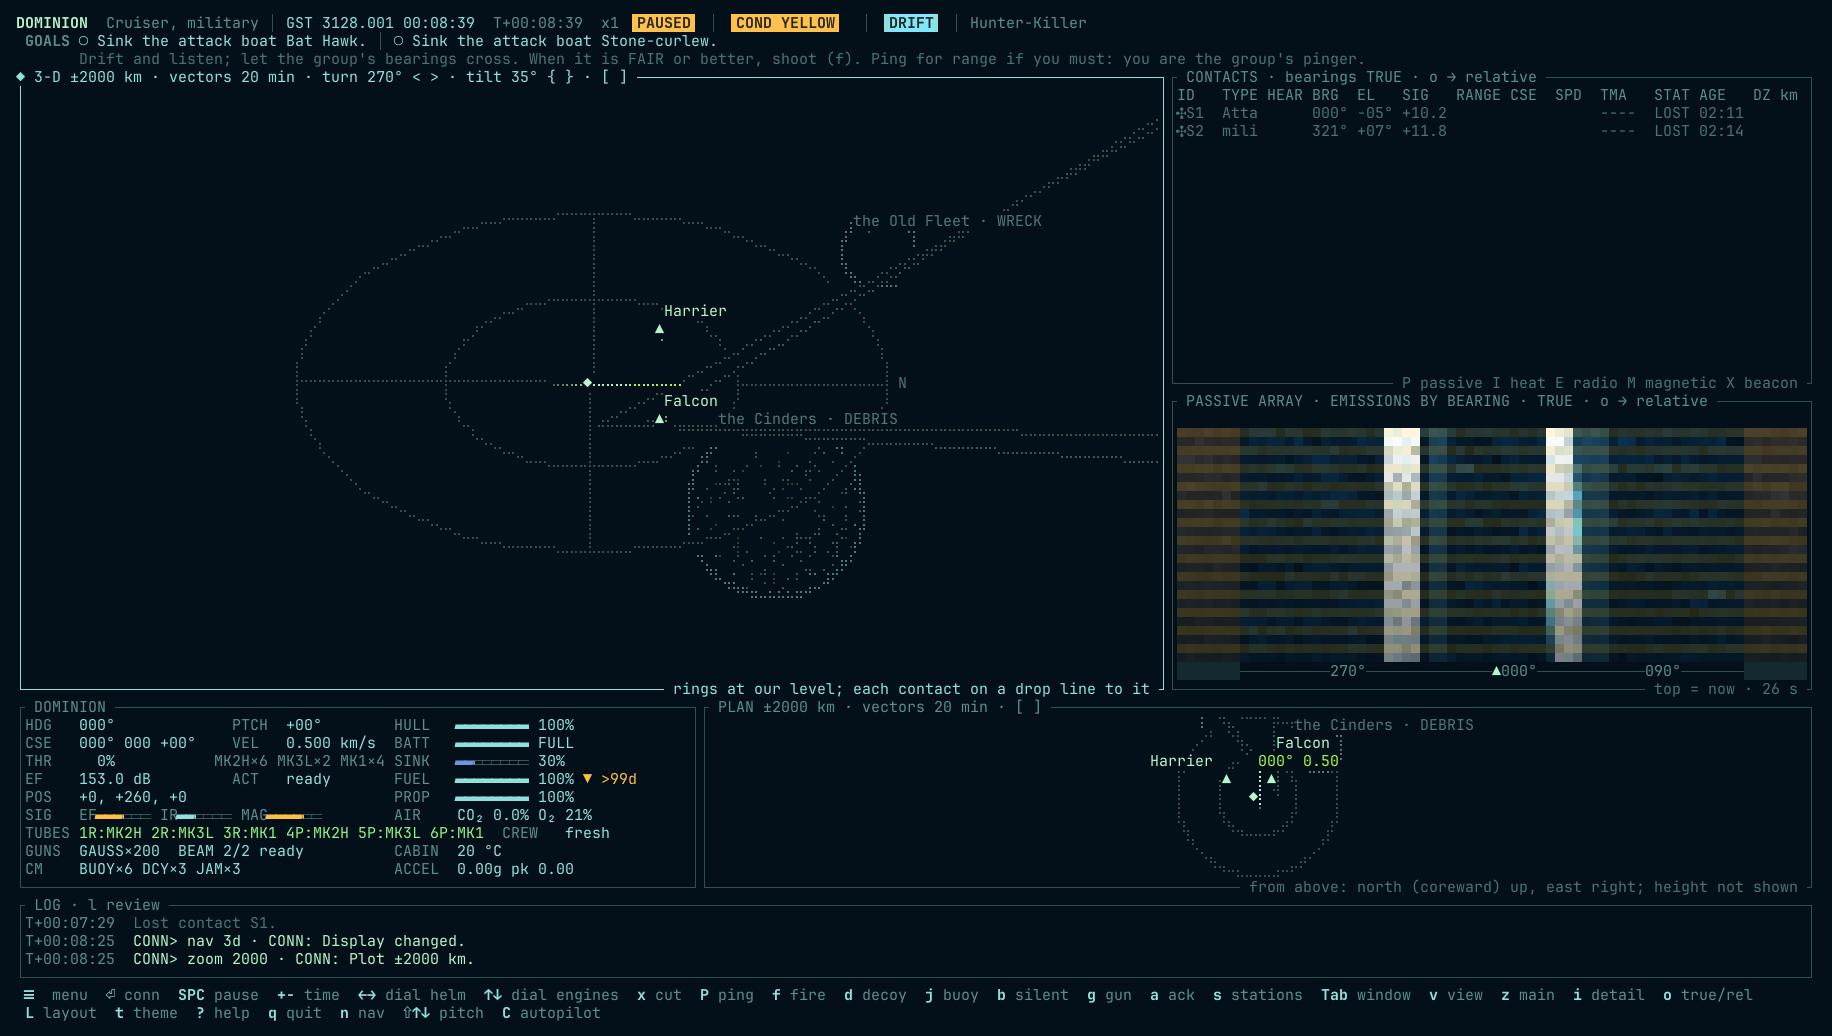 DOMINION Cruiser, military GST 3128.001 00:08:39 T+00:08:39 x1 PAUSED COND YELLOW DRIFT Hunter-Killer
GOALS ○ Sink the attack boat Bat Hawk. ○ Sink the attack boat Stone-curlew.
Drift and listen; let the group's bearings cross. When it is FAIR or better, shoot (f). Ping for range if you must: you are the group's pinger.
◆ 3-D ±2000 km · vectors 20 min · turn 270° < > · tilt 35° { } · [ ]
the Old Fleet · WRECK
Harrier
N
Falcon
the Cinders · DEBRIS
rings at our level; each contact on a drop line to it
CONTACTS · bearings TRUE · o → relative
ID TYPE HEAR BRG EL SIG RANGE CSE SPD TMA STAT AGE DZ km
S1 Atta 000° -05° +10.2 ---- LOST 02:11
S2 mili 321° +07° +11.8 ---- LOST 02:14
P passive I heat E radio M magnetic X beacon
PASSIVE ARRAY · EMISSIONS BY BEARING · TRUE · o → relative
270° ▲000° 090°
top = now · 26 s
DOMINION
HDG 000° PTCH +00° HULL 100%
CSE 000° 000 +00° VEL 0.500 km/s BATT FULL
THR 0% MK2H×6 MK3L×2 MK1×4 SINK 30%
EF 153.0 dB ACT ready FUEL 100% ▼ >99d
POS +0, +260, +0 PROP 100%
SIG EF IR MAG AIR CO₂ 0.0% O₂ 21%
TUBES 1R:MK2H 2R:MK3L 3R:MK1 4P:MK2H 5P:MK3L 6P:MK1 CREW fresh
GUNS GAUSS×200 BEAM 2/2 ready CABIN 20 °C
CM BUOY×6 DCY×3 JAM×3 ACCEL 0.00g pk 0.00
PLAN ±2000 km · vectors 20 min · [ ]
the Cinders · DEBRIS
Falcon
Harrier 000° 0.50
from above: north (coreward) up, east right; height not shown
LOG · l review
T+00:07:29 Lost contact S1.
T+00:08:25 CONN> nav 3d · CONN: Display changed.
T+00:08:25 CONN> zoom 2000 · CONN: Plot ±2000 km.
≡ menu ⏎ conn SPC pause +- time ↔ dial helm ↑↓ dial engines x cut P ping f fire d decoy j buoy b silent g gun a ack s stations Tab window v view z main i detail o true/rel
L layout t theme ? help q quit n nav ⇧↑↓ pitch C autopilot